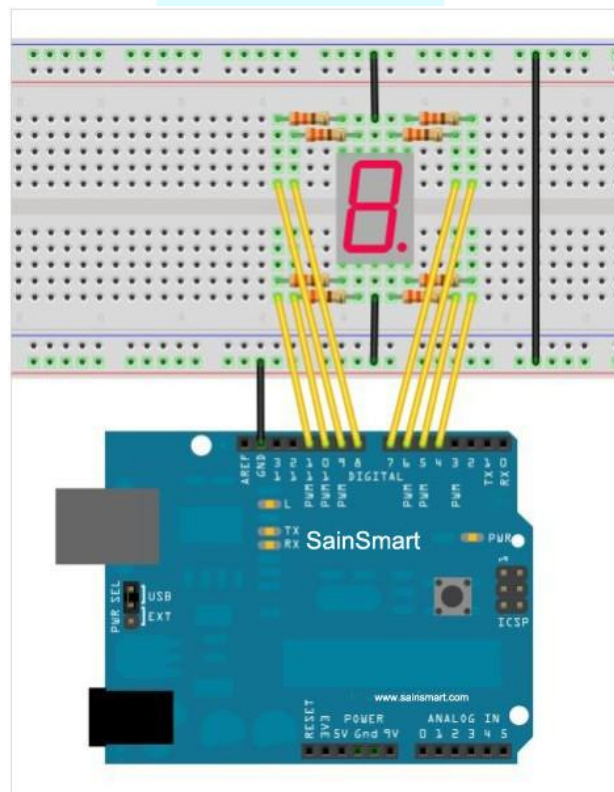 AREF
GND
13
12
11
10
9
8
7
6
5
4
3
2
1
0
PWM
PWM
PWM
PWM
PWM
PWM
TX
RX
DIGITAL
L
TX
RX
SainSmart
PWR
PWR SEL
USB
EXT
1
ICSP
www.sainsmart.com
RESET
3V3
5V
Gnd
9V
POWER
ANALOG IN
0 1 2 3 4 5